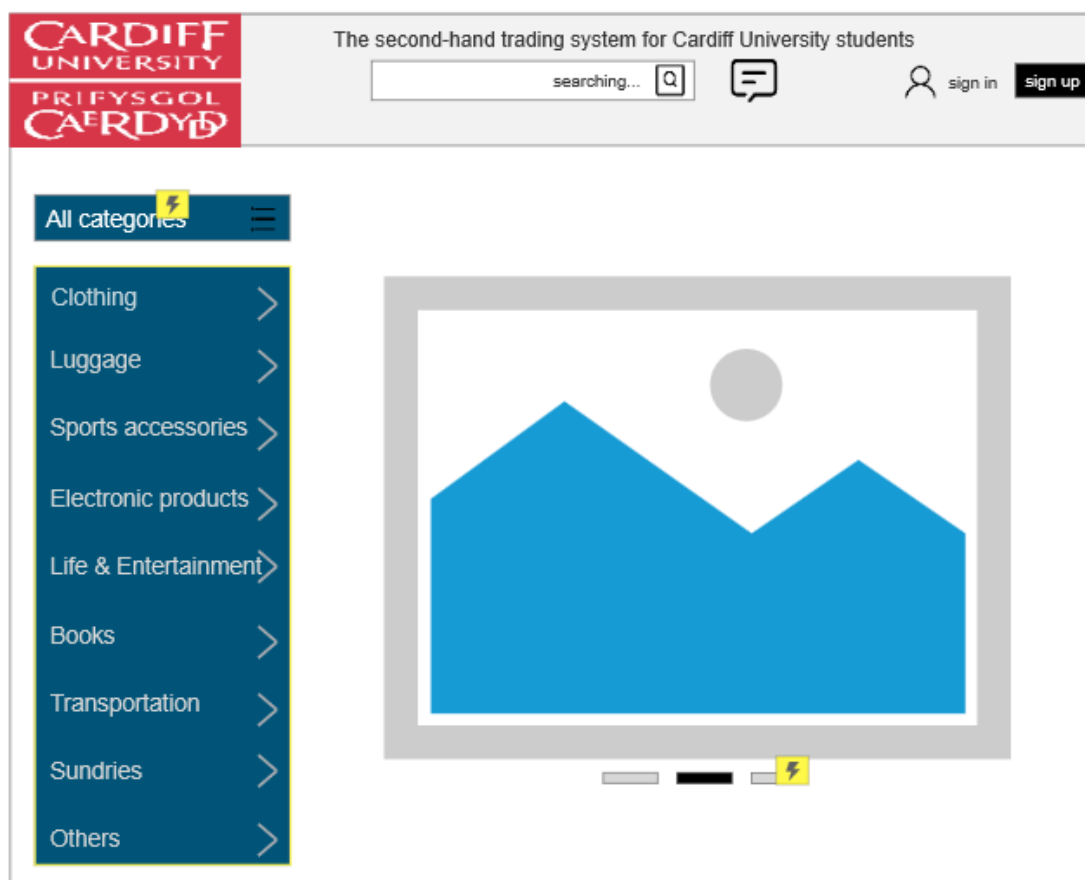 CARDIFF
UNIVERSITY
PRIFYSGOL
CAERDYDD
The second-hand trading system for Cardiff University students
searching...
sign in
sign up
All categories
Clothing
Luggage
Sports accessories
Electronic products
Life & Entertainment
Books
Transportation
Sundries
Others